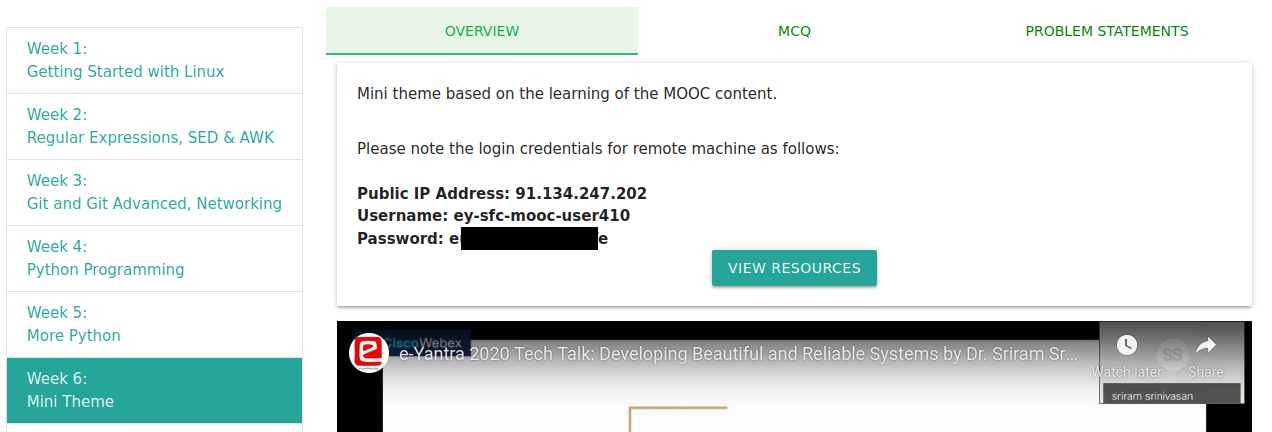 Week 1:
Getting Started with Linux
Week 2:
Regular Expressions, SED & AWK
Week 3:
Git and Git Advanced, Networking
Week 4:
Python Programming
Week 5:
More Python
Week 6:
Mini Theme
OVERVIEW
MCQ
PROBLEM STATEMENTS
Mini theme based on the learning of the MOOC content.
Please note the login credentials for remote machine as follows:
Public IP Address: 91.134.247.202
Username: ey-sfc-mooc-user410
Password: e
e
VIEW RESOURCES
CiscoWebex
e-Yantra 2020 Tech Talk: Developing Beautiful and Reliable Systems by Dr. Sriram Sr...
SS
Watch later
Share
sriram srinivasan